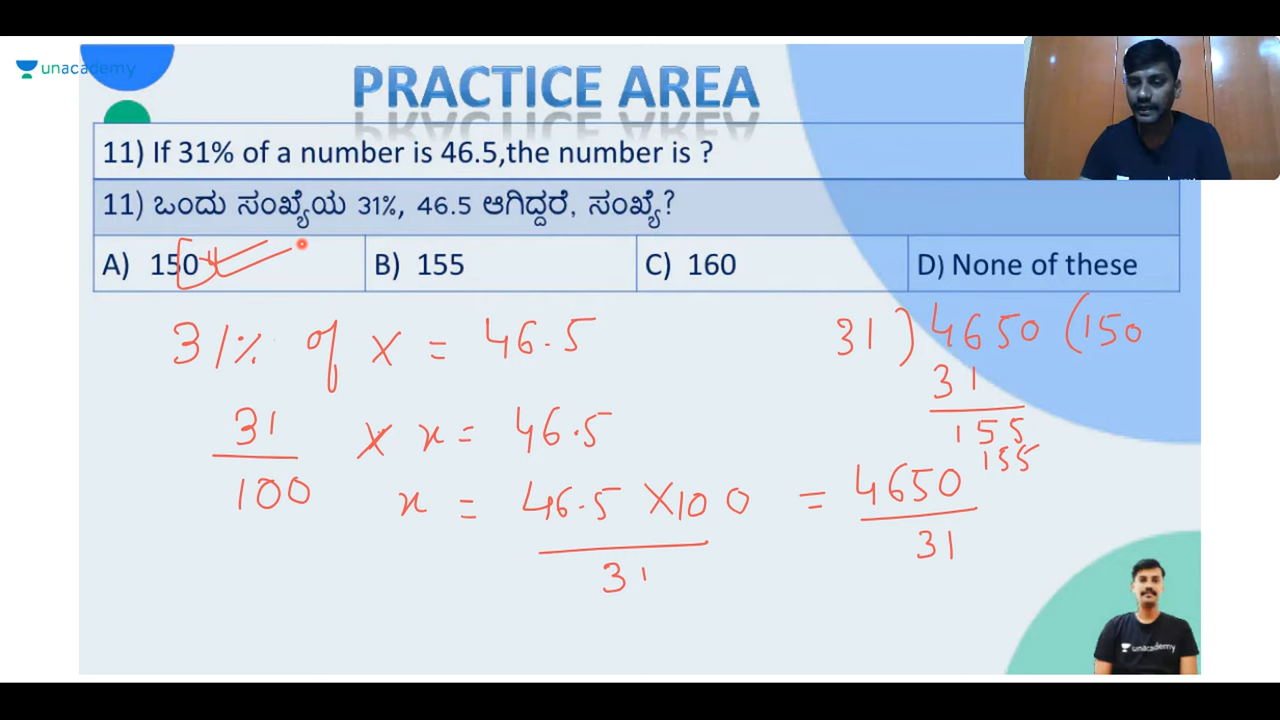 unacademy
PRACTICE AREA
11) If 31% of a number is 46.5,the number is ?
11) ಒಂದು ಸಂಖ್ಯೆಯ 31%, 46.5 ಆಗಿದ್ದರೆ, ಸಂಖ್ಯೆ?
A) 150 B) 155 C) 160 D) None of these
31% of x = 46.5
31/100 × x = 46.5
x = 46.5 × 100 / 31 = 4650 / 31
31 ) 4650 ( 150
31
155
155
unacademy